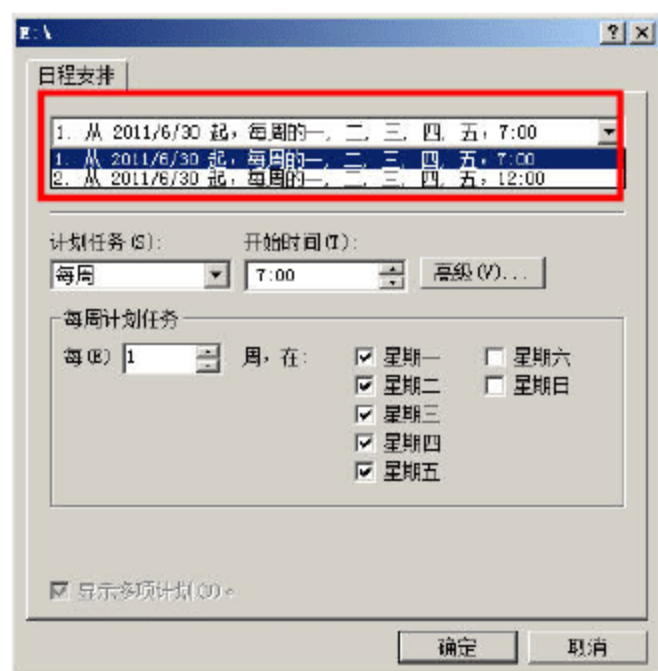 E:\
日程安排
1. 从 2011/6/30 起，每周的一, 二, 三, 四, 五，7:00
1. 从 2011/6/30 起，每周的一, 二, 三, 四, 五，7:00
2. 从 2011/6/30 起，每周的一, 二, 三, 四, 五，12:00
计划任务(S): 开始时间(T):
每周 7:00 高级(V)...
每周计划任务
每(E) 1 周，在: 星期一 星期六
星期二 星期日
星期三
星期四
星期五
显示多项计划(O)。
确定 取消